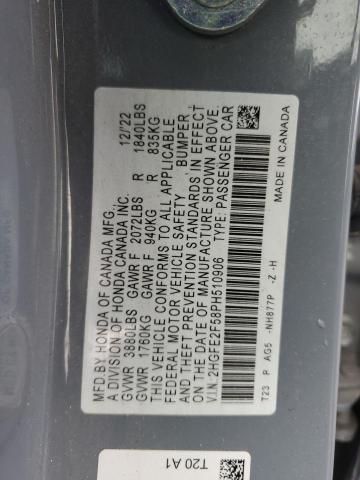 MFD.BY HONDA OF CANADA MFG.,
A DIVISION OF HONDA CANADA INC. 12/'22
GVWR 3880LBS GAWR F 2072LBS R 1840LBS
GVWR 1760KG GAWR F 940KG R 835KG
THIS VEHICLE CONFORMS TO ALL APPLICABLE
FEDERAL MOTOR VEHICLE SAFETY, BUMPER,
AND THEFT PREVENTION STANDARDS IN EFFECT
ON THE DATE OF MANUFACTURE SHOWN ABOVE.
V.I.N: 2HGFE2F58PH510906 TYPE: PASSENGER CAR
T23 P AG5 -NH877P -Z -H MADE IN CANADA
T20 A1